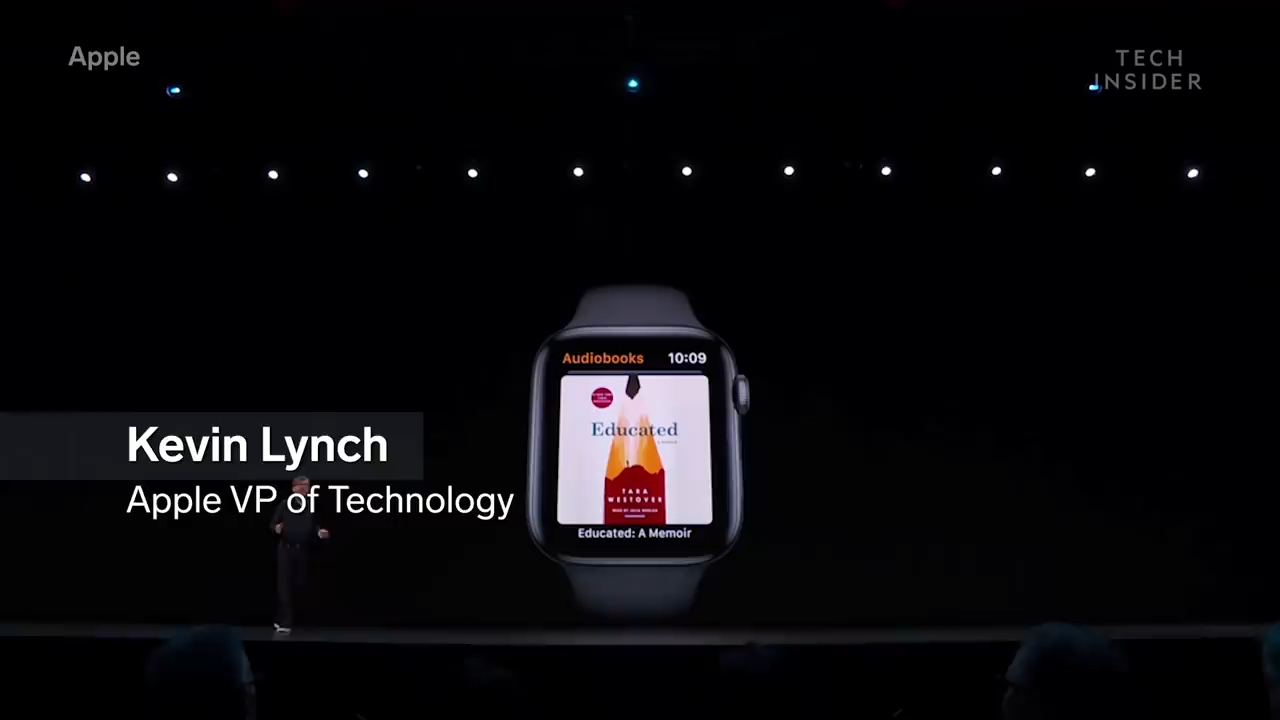 Apple
TECH
INSIDER
Audiobooks 10:09
Educated
TARA
WESTOVER
Educated: A Memoir
Kevin Lynch
Apple VP of Technology